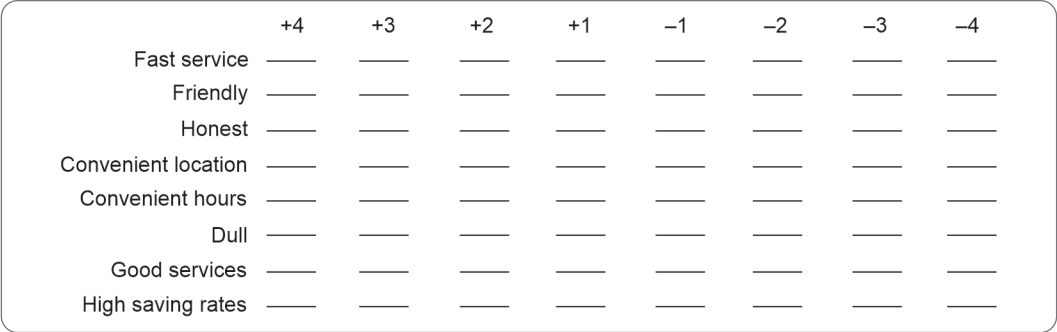 +4 +3 +2 +1 –1 –2 –3 –4
Fast service
Friendly
Honest
Convenient location
Convenient hours
Dull
Good services
High saving rates